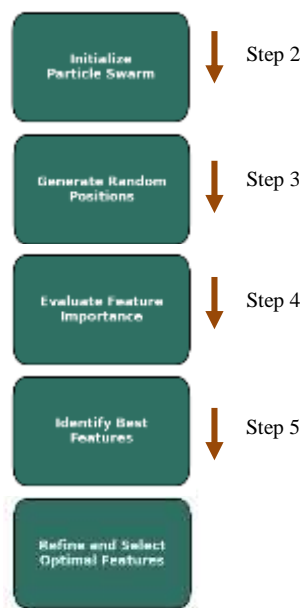 Initialize
Particle Swarm
Step 2
Generate Random
Positions
Step 3
Evaluate Feature
Importance
Step 4
Identify Best
Features
Step 5
Refine and Select
Optimal Features